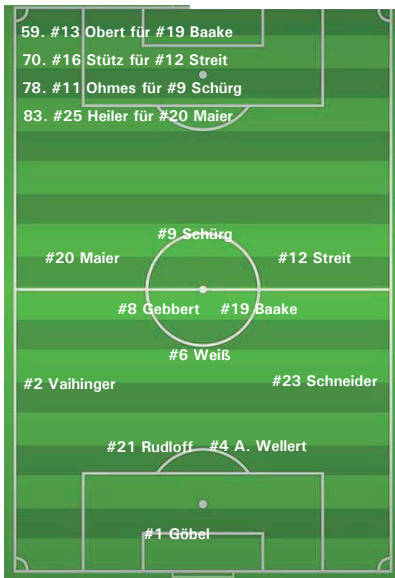 59. #13 Obert für #19 Baake
70. #16 Stütz für #12 Streit
78. #11 Ohmes für #9 Schürg
83. #25 Heiler für #20 Maier
#9 Schürg
#20 Maier #12 Streit
#8 Gebbert #19 Baake
#6 Weiß
#2 Vaihinger #23 Schneider
#21 Rudloff #4 A. Wellert
#1 Göbel